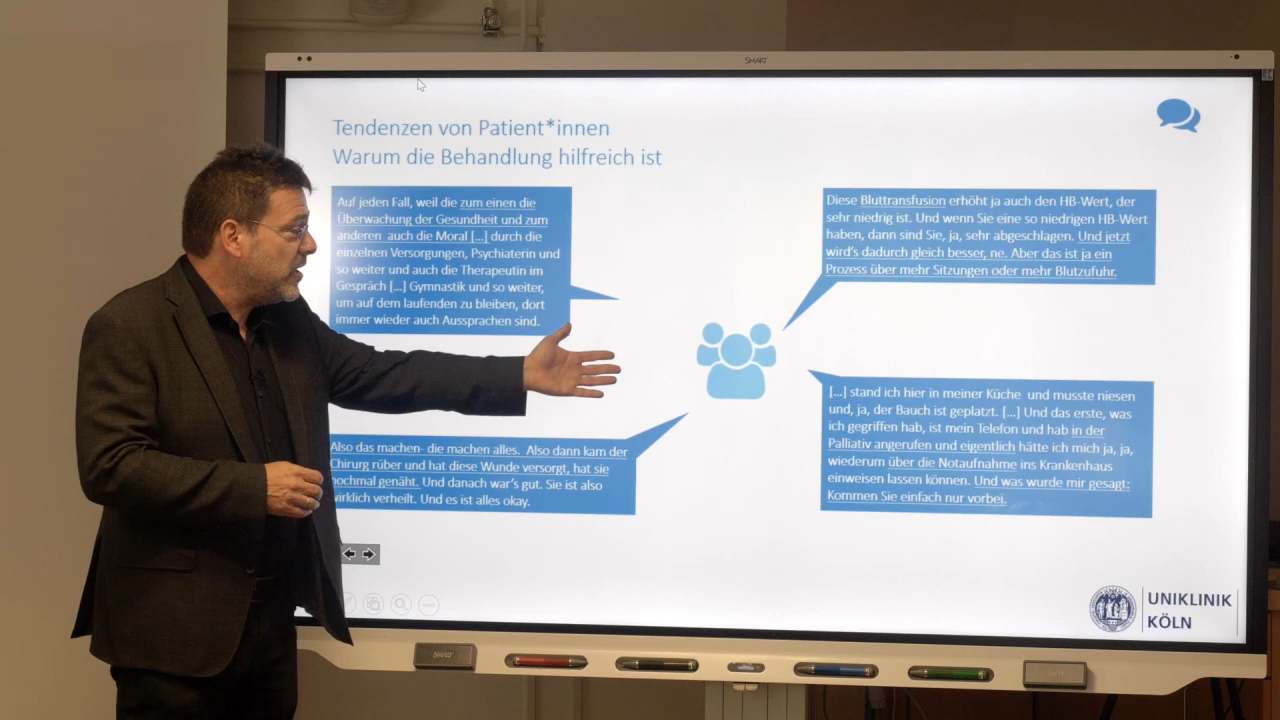 SMART
Tendenzen von Patient*innen
Warum die Behandlung hilfreich ist
Auf jeden Fall, weil die zum einen die
Überwachung der Gesundheit und zum
anderen auch die Moral [...] durch die
einzelnen Versorgungen, Psychiaterin und
so weiter und auch die Therapeutin im
Gespräch [...] Gymnastik und so weiter,
um auf dem laufenden zu bleiben, dort
immer wieder auch Aussprachen sind.
Diese Bluttransfusion erhöht ja auch den HB-Wert, der
sehr niedrig ist. Und wenn Sie eine so niedrigen HB-Wert
haben, dann sind Sie, ja, sehr abgeschlagen. Und jetzt
wird's dadurch gleich besser, ne. Aber das ist ja ein
Prozess über mehr Sitzungen oder mehr Blutzufuhr.
Also das machen- die machen alles. Also dann kam der
Chirurg rüber und hat diese Wunde versorgt, hat sie
nochmal genäht. Und danach war's gut. Sie ist also
wirklich verheilt. Und es ist alles okay.
[...] stand ich hier in meiner Küche und musste niesen
und, ja, der Bauch ist geplatzt. [...] Und das erste, was
ich gegriffen hab, ist mein Telefon und hab in der
Palliativ angerufen und eigentlich hätte ich mich ja, ja,
wiederum über die Notaufnahme ins Krankenhaus
einweisen lassen können. Und was wurde mir gesagt:
Kommen Sie einfach nur vorbei.
UNIKLINIK
KÖLN
SMART